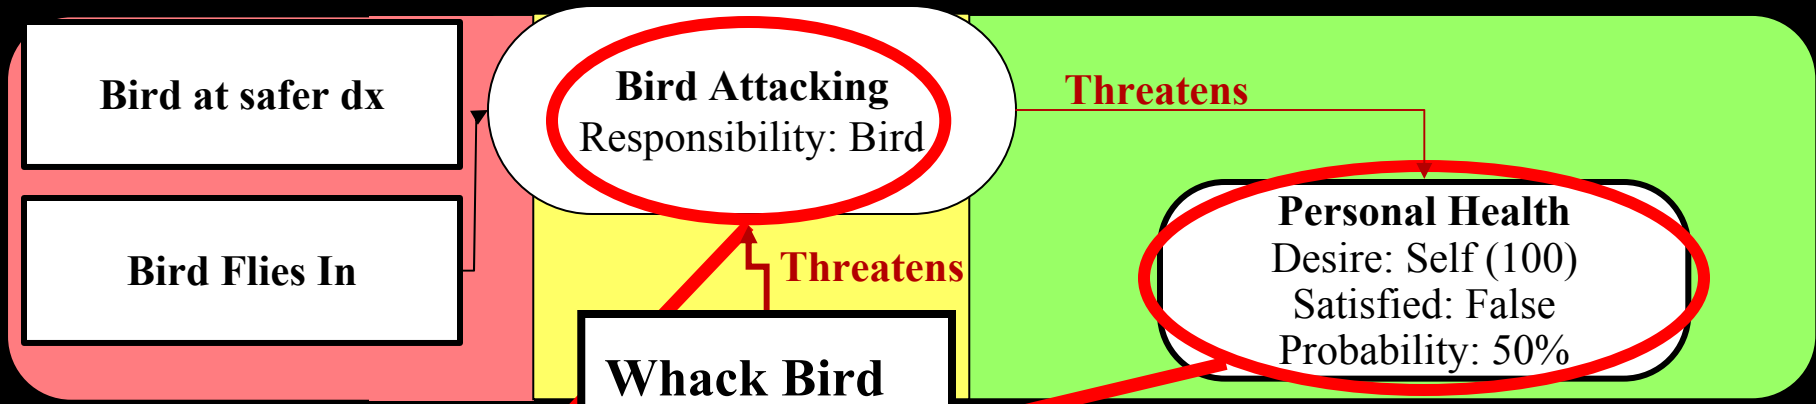 Bird at safer dx
Bird Flies In
Bird Attacking
Responsibility: Bird
Threatens
Threatens
Whack Bird
Personal Health
Desire: Self (100)
Satisfied: False
Probability: 50%